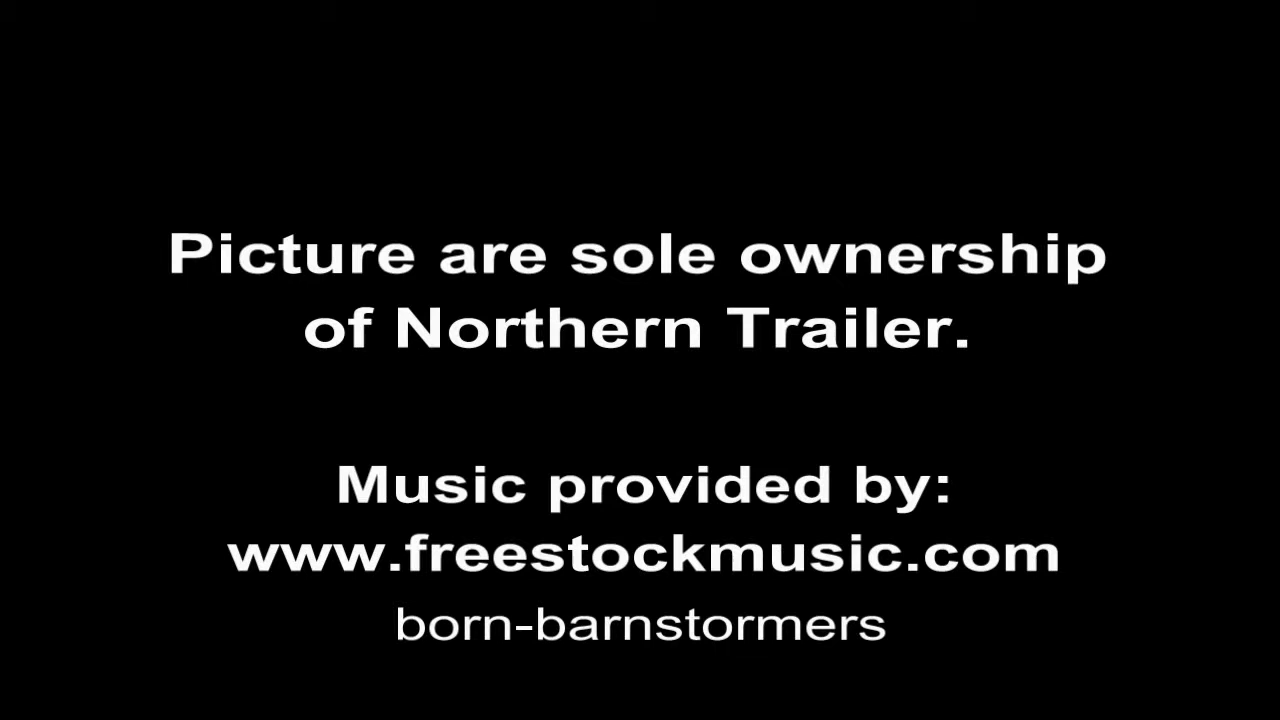 Picture are sole ownership
of Northern Trailer.
Music provided by:
www.freestockmusic.com
born-barnstormers